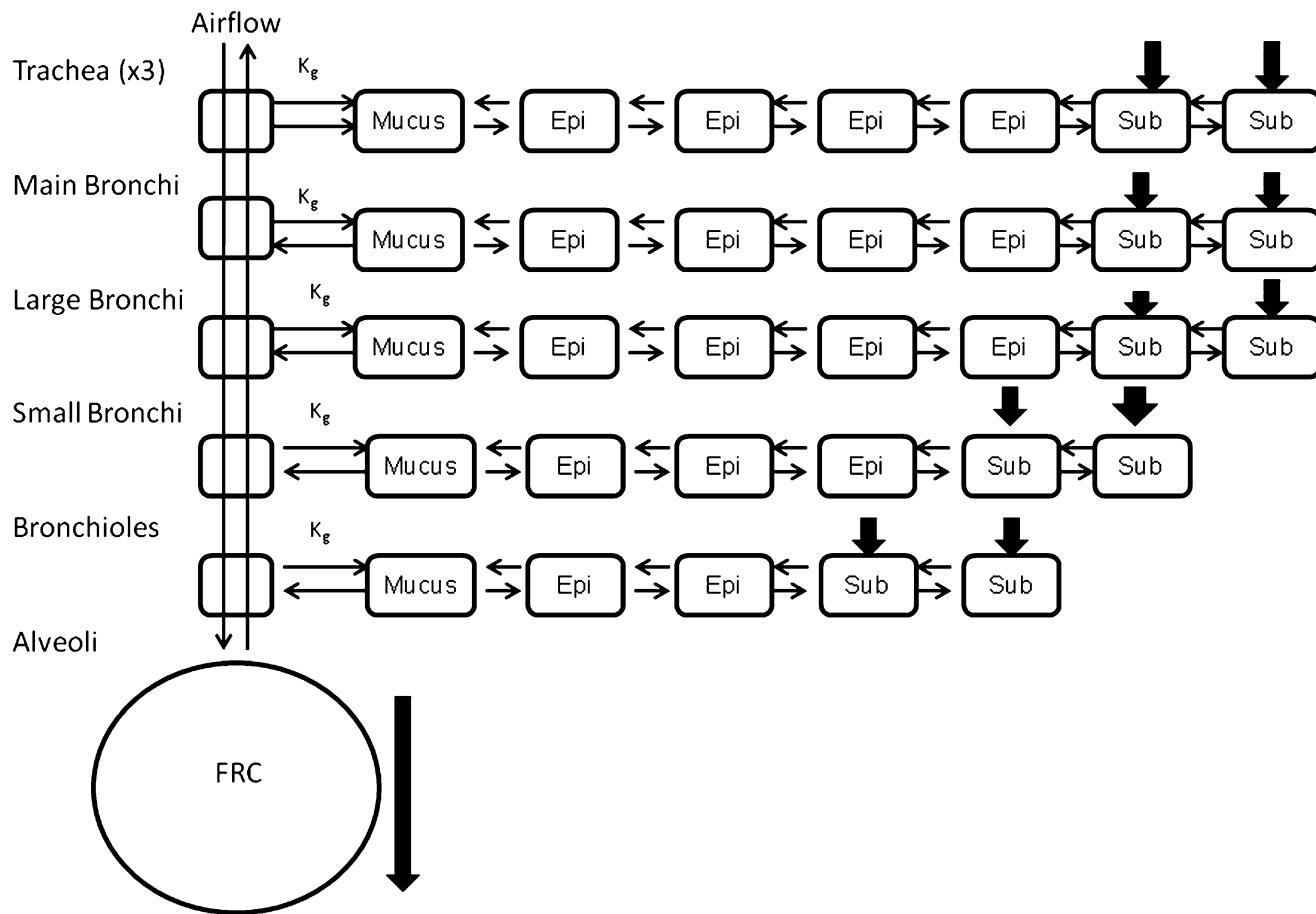 Airflow
Trachea (x3)
Kg
Mucus Epi Epi Epi Epi Sub Sub
Main Bronchi
Kg
Mucus Epi Epi Epi Epi Sub Sub
Large Bronchi
Kg
Mucus Epi Epi Epi Epi Sub Sub
Small Bronchi
Kg
Mucus Epi Epi Epi Sub Sub
Bronchioles
Kg
Mucus Epi Epi Sub Sub
Alveoli
FRC